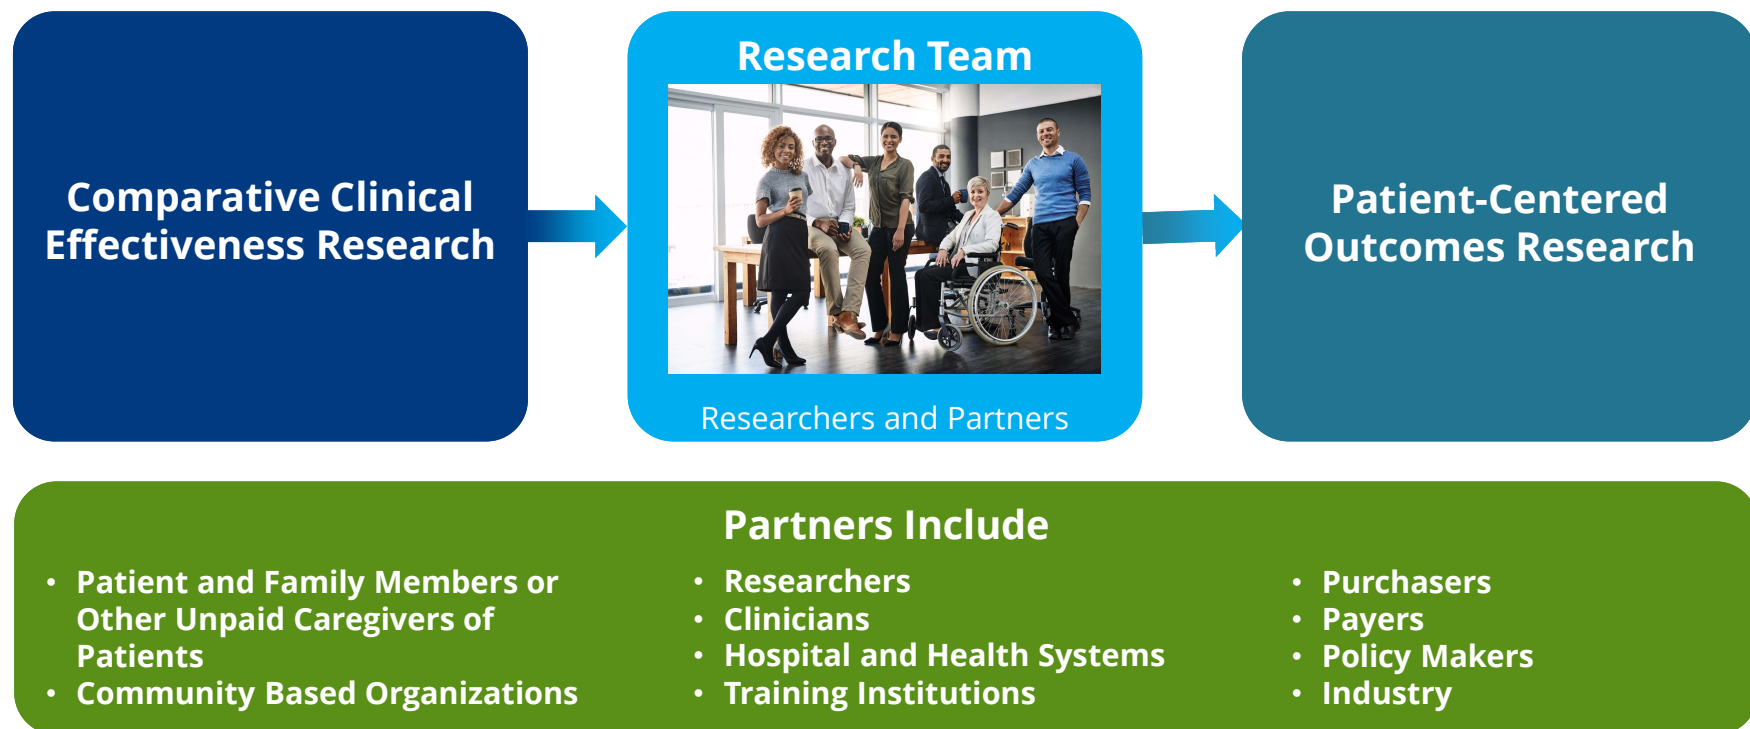 Comparative Clinical
Effectiveness Research
Research Team
Researchers and Partners
Patient-Centered
Outcomes Research
Partners Include
• Patient and Family Members or
Other Unpaid Caregivers of
Patients
• Community Based Organizations
• Researchers
• Clinicians
• Hospital and Health Systems
• Training Institutions
• Purchasers
• Payers
• Policy Makers
• Industry